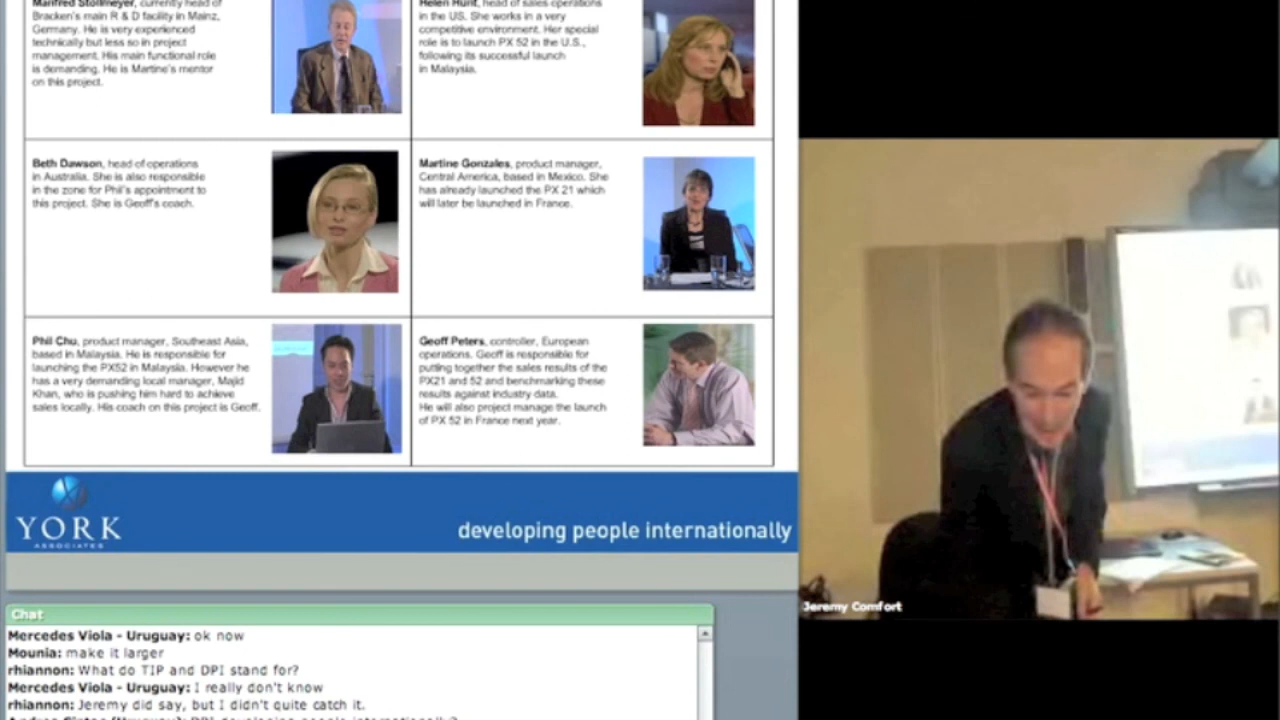 Manfred Stollmeyer, currently head of
Bracken's main R & D facility in Mainz,
Germany. He is very experienced
technically but less so in project
management. His main functional role
is demanding. He is Martine's mentor
on this project.
Helen Hunt, head of sales operations
in the US. She works in a very
competitive environment. Her special
role is to launch PX 52 in the U.S.,
following its successful launch
in Malaysia.
Beth Dawson, head of operations
in Australia. She is also responsible
in the zone for Phil's appointment to
this project. She is Geoff's coach.
Martine Gonzales, product manager,
Central America, based in Mexico. She
has already launched the PX 21 which
will later be launched in France.
Phil Chu, product manager, Southeast Asia,
based in Malaysia. He is responsible for
launching the PX52 in Malaysia. However he
has a very demanding local manager, Majid
Khan, who is pushing him hard to achieve
sales locally. His coach on this project is Geoff.
Geoff Peters, controller, European
operations. Geoff is responsible for
putting together the sales results of the
PX21 and 52 and benchmarking these
results against industry data.
He will also project manage the launch
of PX 52 in France next year.
YORK
ASSOCIATES
developing people internationally
Jeremy Comfort
Chat
Mercedes Viola - Uruguay: ok now
Mounia: make it larger
rhiannon: What do TIP and DPI stand for?
Mercedes Viola - Uruguay: I really don't know
rhiannon: Jeremy did say, but I didn't quite catch it.
(Uruguay): DPI developing people internationally?